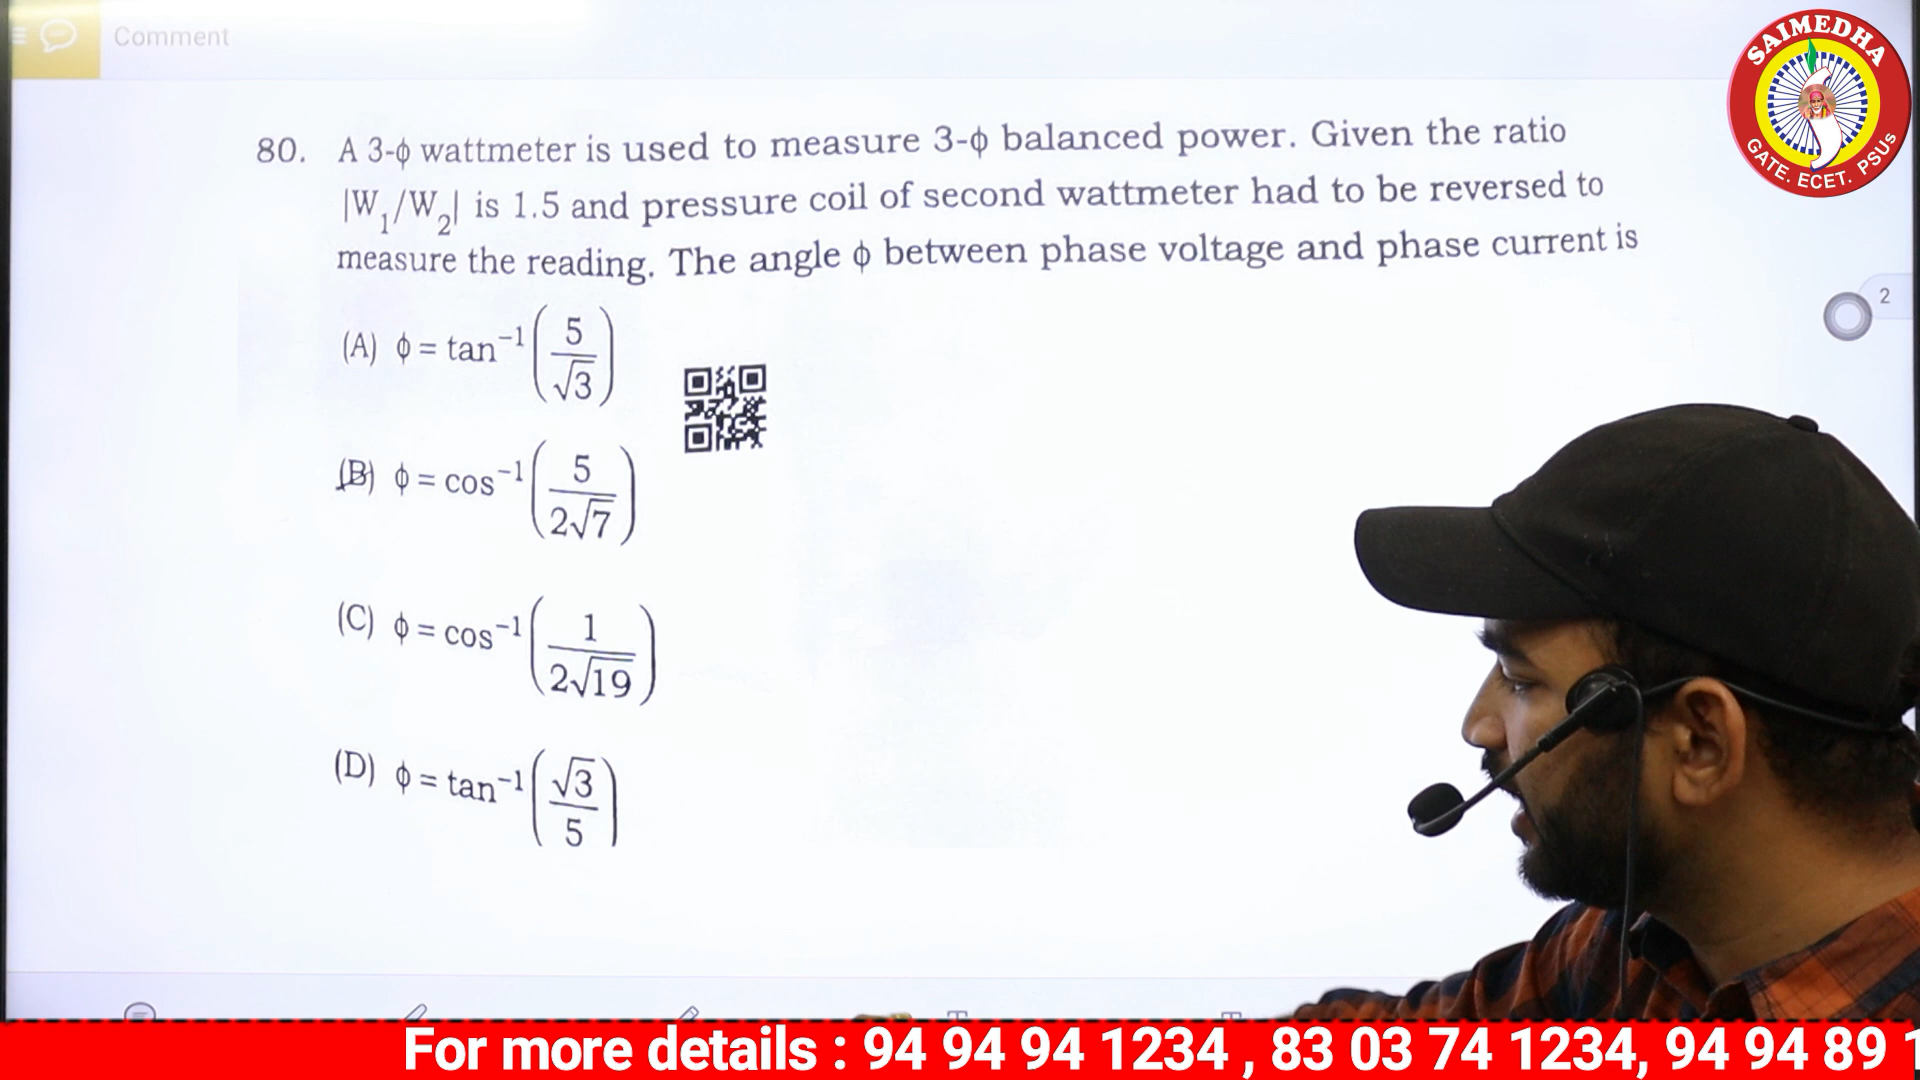 Comment
SAIMEDHA
GATE. ECET. PSUs
80. A 3-ϕ wattmeter is used to measure 3-ϕ balanced power. Given the ratio
|W₁/W₂| is 1.5 and pressure coil of second wattmeter had to be reversed to
measure the reading. The angle ϕ between phase voltage and phase current is
2
(A) ϕ = tan⁻¹(5/√3)
(B) ϕ = cos⁻¹(5/2√7)
(C) ϕ = cos⁻¹(1/2√19)
(D) ϕ = tan⁻¹(√3/5)
For more details : 94 94 94 1234 , 83 03 74 1234, 94 94 89 1